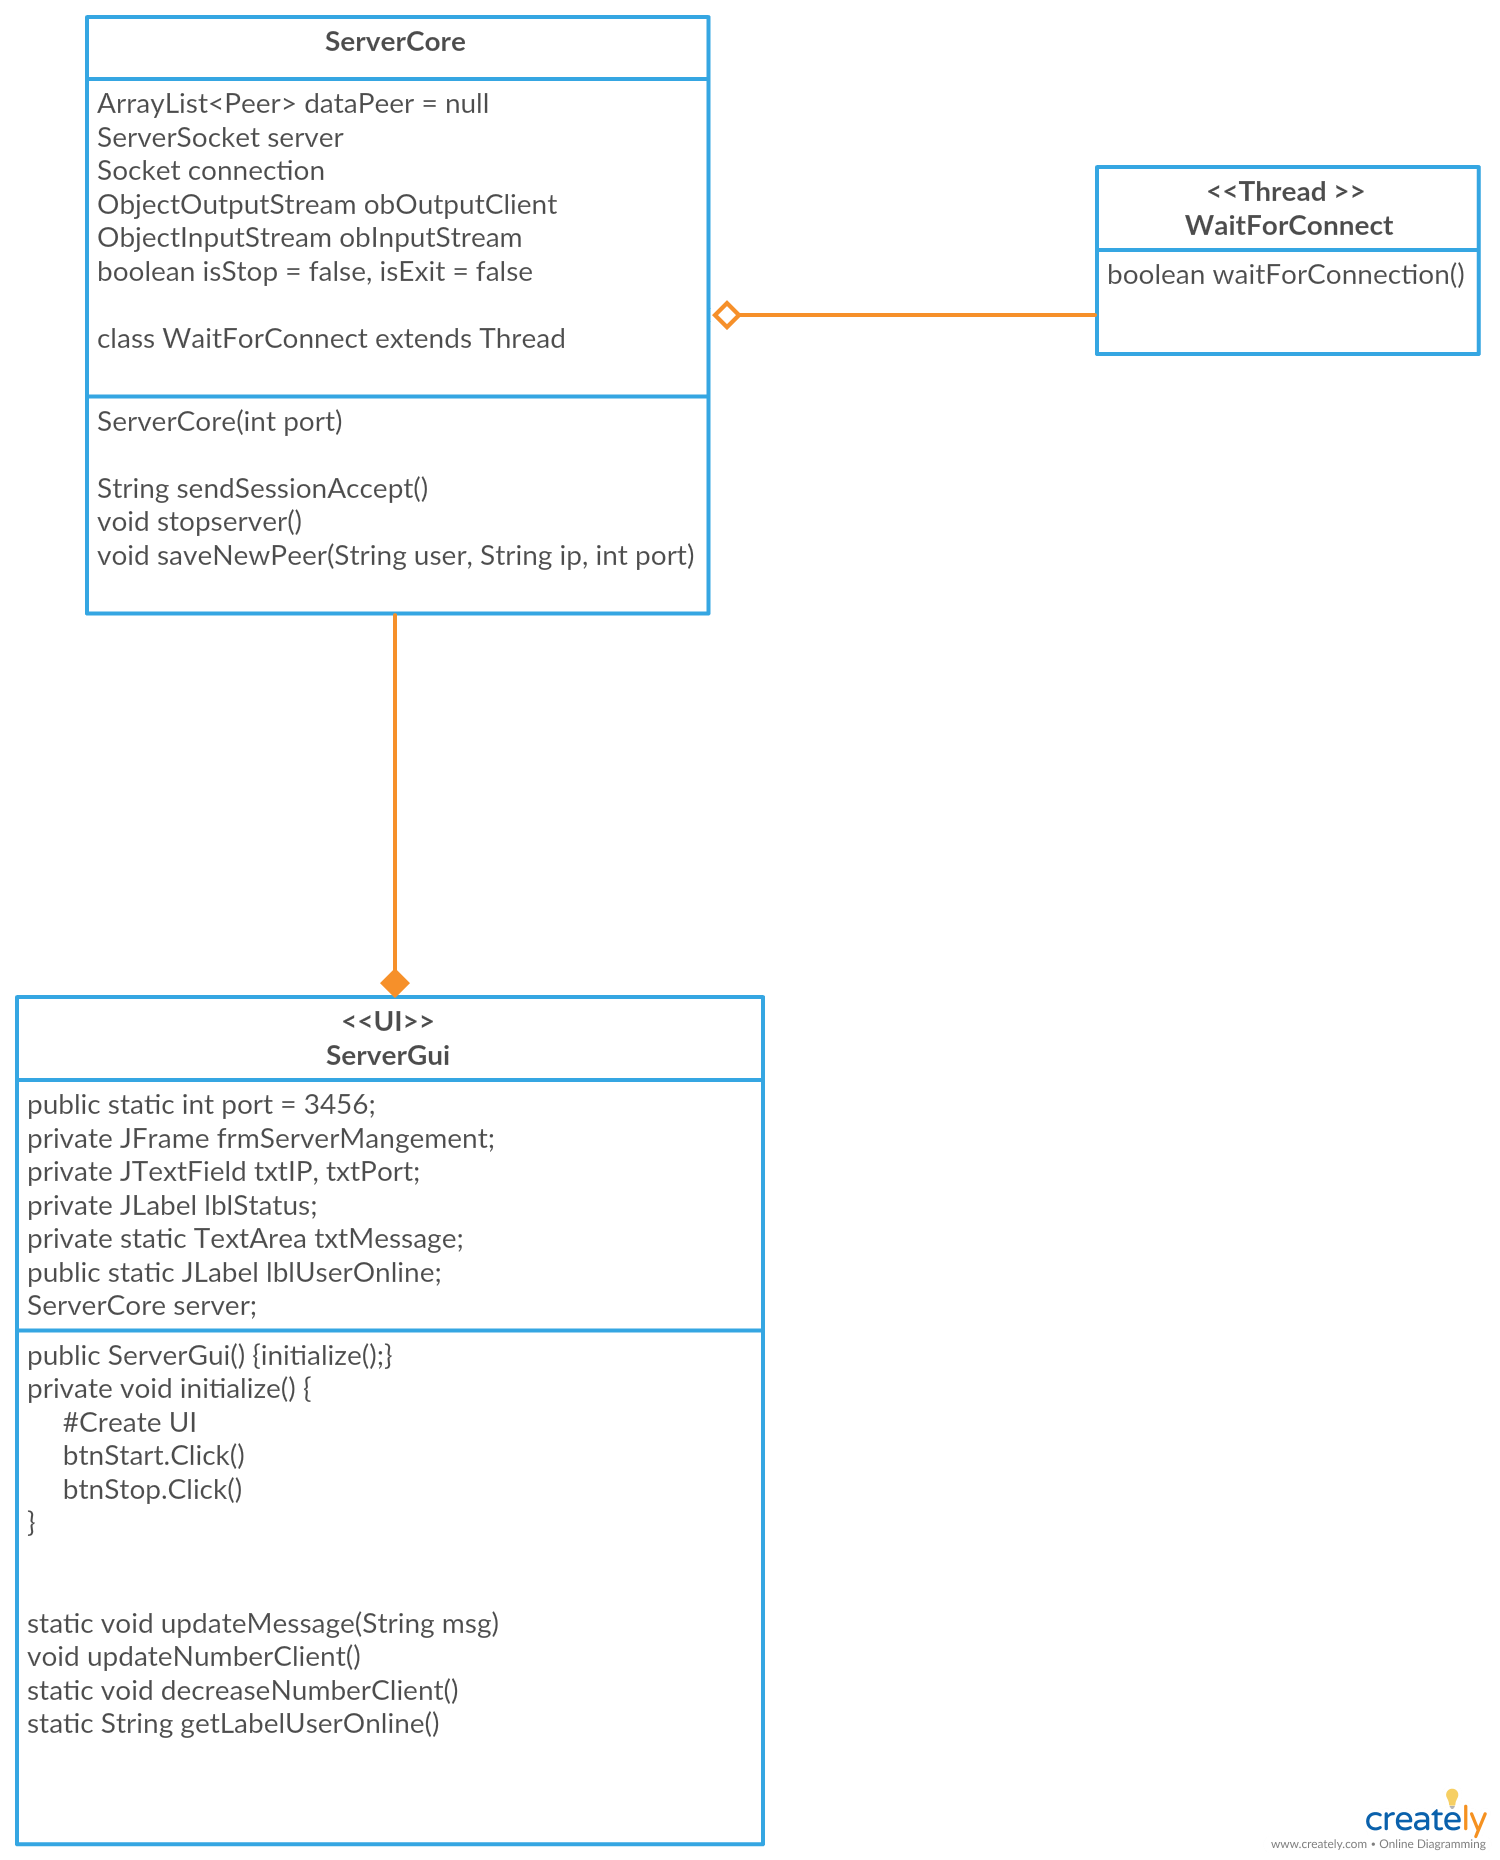 ServerCore
ArrayList<Peer> dataPeer = null
ServerSocket server
Socket connection
ObjectOutputStream obOutputClient
ObjectInputStream obInputStream
boolean isStop = false, isExit = false
class WaitForConnect extends Thread
ServerCore(int port)
String sendSessionAccept()
void stopserver()
void saveNewPeer(String user, String ip, int port)
<<Thread >>
WaitForConnect
boolean waitForConnection()
<<UI>>
ServerGui
public static int port = 3456;
private JFrame frmServerMangement;
private JTextField txtIP, txtPort;
private JLabel lblStatus;
private static TextArea txtMessage;
public static JLabel lblUserOnline;
ServerCore server;
public ServerGui() {initialize();}
private void initialize() {
#Create UI
btnStart.Click()
btnStop.Click()
}
static void updateMessage(String msg)
void updateNumberClient()
static void decreaseNumberClient()
static String getLabelUserOnline()
creately
www.creately.com • Online Diagramming